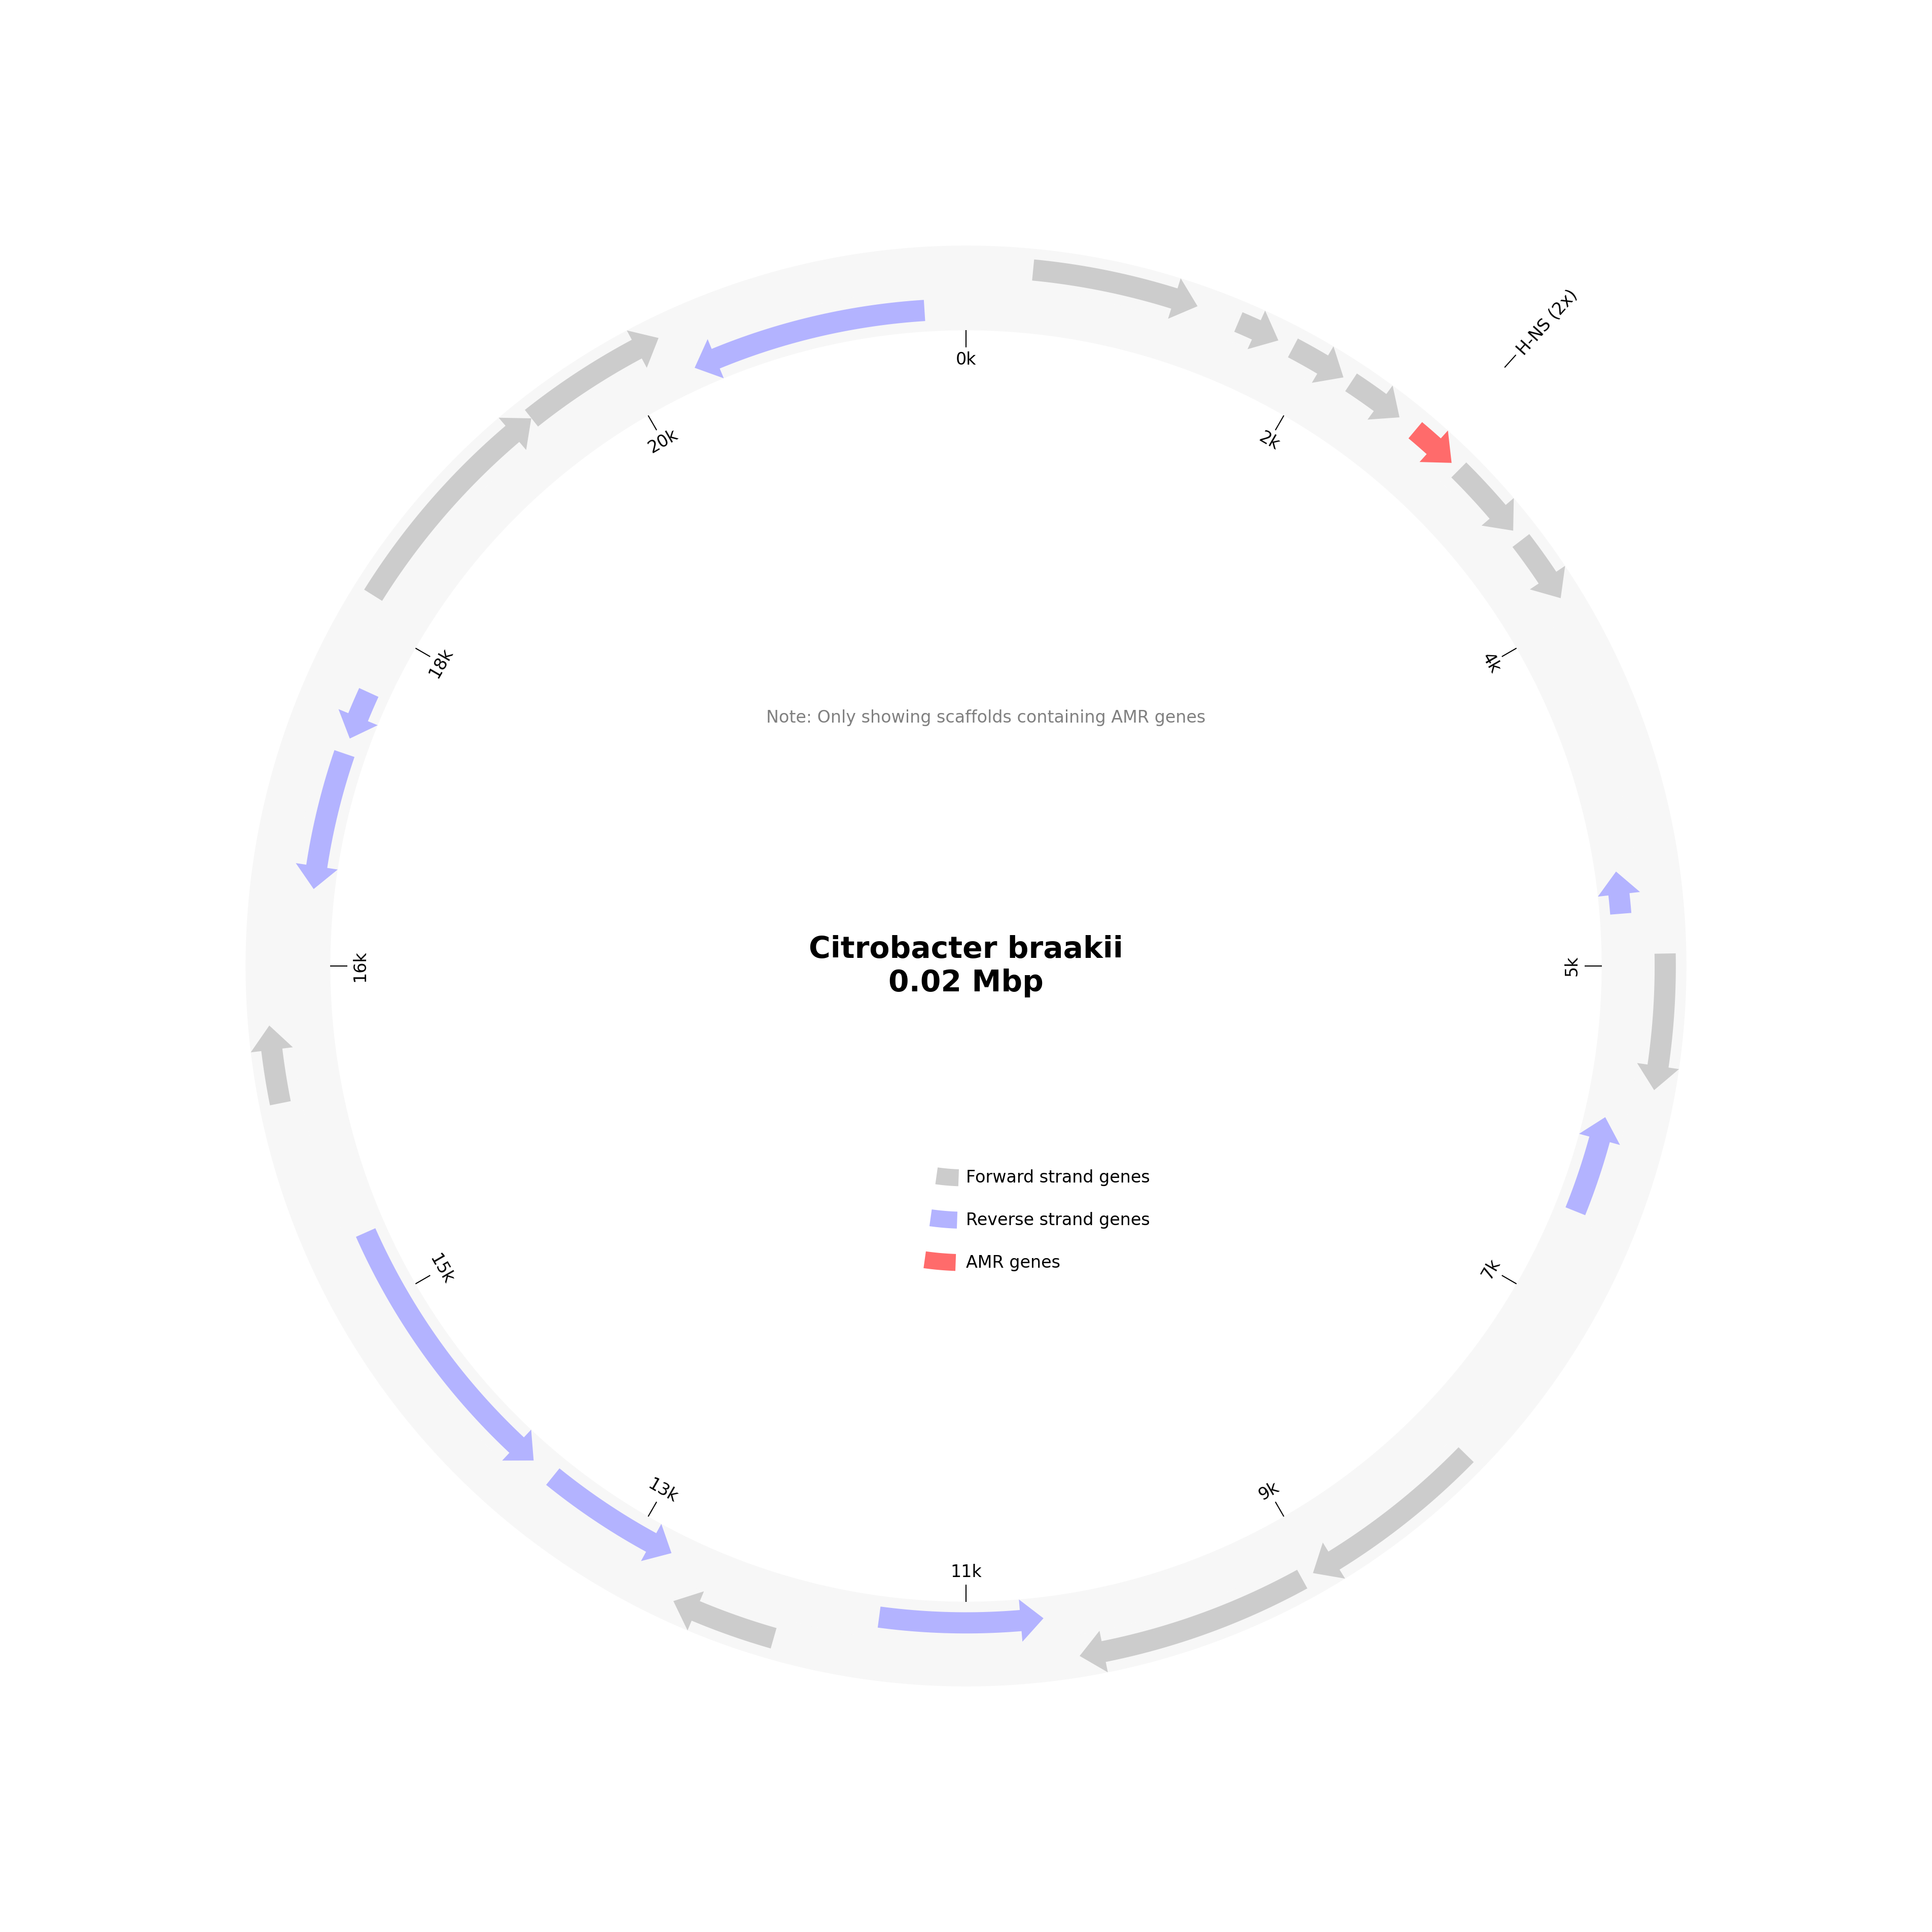 H-NS (2x)
0k
2k
4k
5k
7k
9k
11k
13k
15k
16k
18k
20k
Note: Only showing scaffolds containing AMR genes
Citrobacter braakii
0.02 Mbp
Forward strand genes
Reverse strand genes
AMR genes